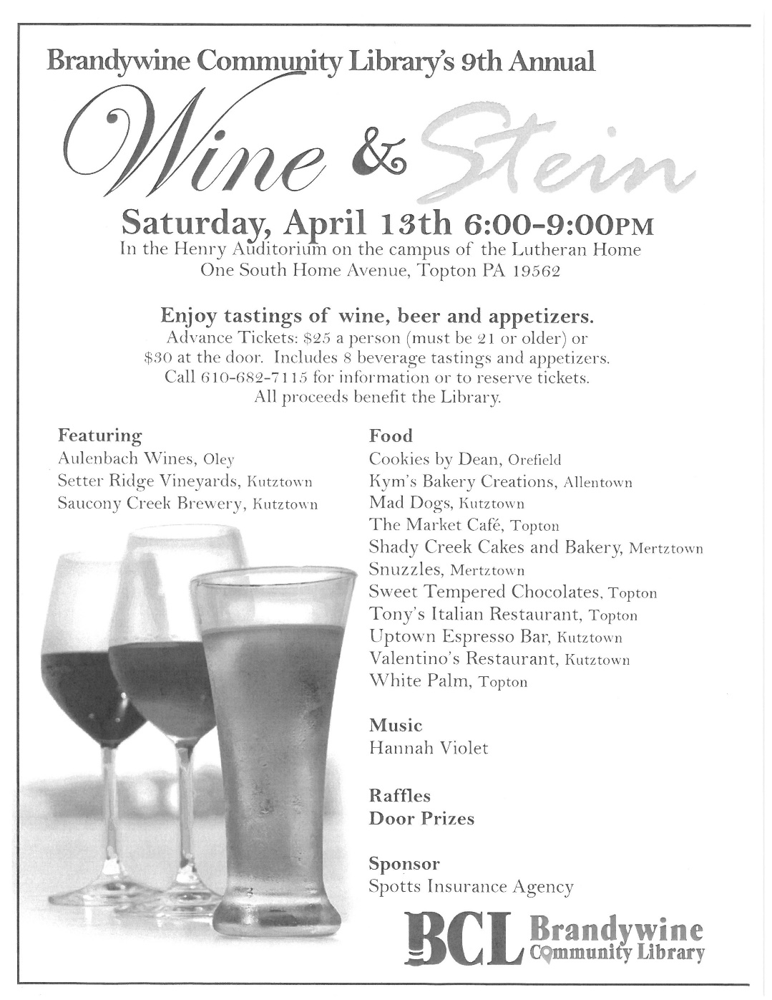 Brandywine Community Library's 9th Annual
Wine & Stein
Saturday, April 13th 6:00-9:00PM
In the Henry Auditorium on the campus of the Lutheran Home
One South Home Avenue, Topton PA 19562
Enjoy tastings of wine, beer and appetizers.
Advance Tickets: $25 a person (must be 21 or older) or
$30 at the door. Includes 8 beverage tastings and appetizers.
Call 610-682-7115 for information or to reserve tickets.
All proceeds benefit the Library.
Featuring
Aulenbach Wines, Oley
Setter Ridge Vineyards, Kutztown
Saucony Creek Brewery, Kutztown
Food
Cookies by Dean, Orefield
Kym's Bakery Creations, Allentown
Mad Dogs, Kutztown
The Market Café, Topton
Shady Creek Cakes and Bakery, Mertztown
Snuzzles, Mertztown
Sweet Tempered Chocolates, Topton
Tony's Italian Restaurant, Topton
Uptown Espresso Bar, Kutztown
Valentino's Restaurant, Kutztown
White Palm, Topton
Music
Hannah Violet
Raffles
Door Prizes
Sponsor
Spotts Insurance Agency
BCL Brandywine
Community Library